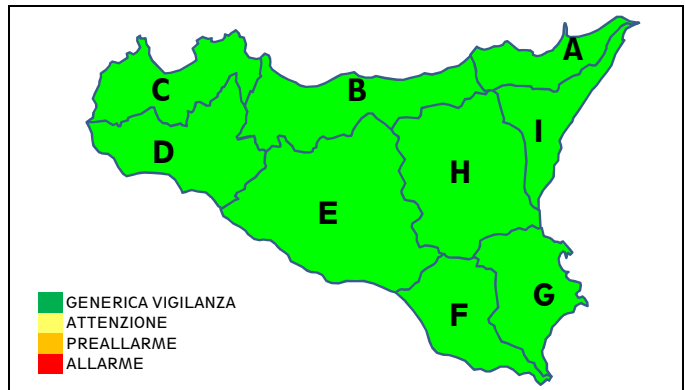 A
C
B
I
D
H
E
G
F
GENERICA VIGILANZA
ATTENZIONE
PREALLARME
ALLARME